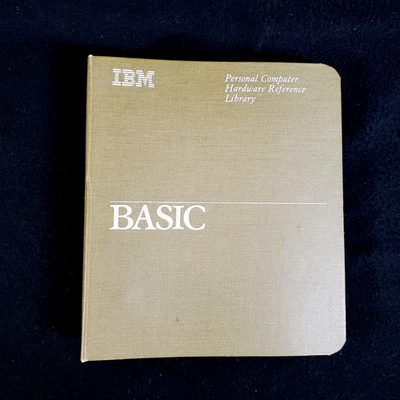 IBM
Personal Computer
Hardware Reference
Library
BASIC